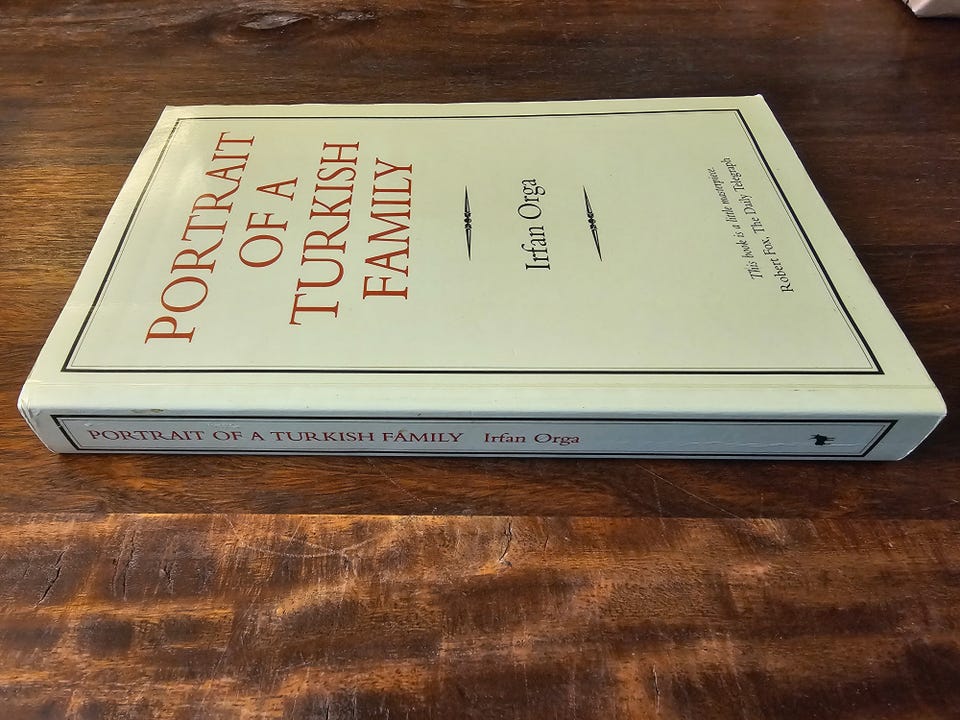 PORTRAIT
OF A
TURKISH
FAMILY
Irfan Orga
This book is a little masterpiece.
Robert Fox, The Daily Telegraph
PORTRAIT OF A TURKISH FAMILY Irfan Orga